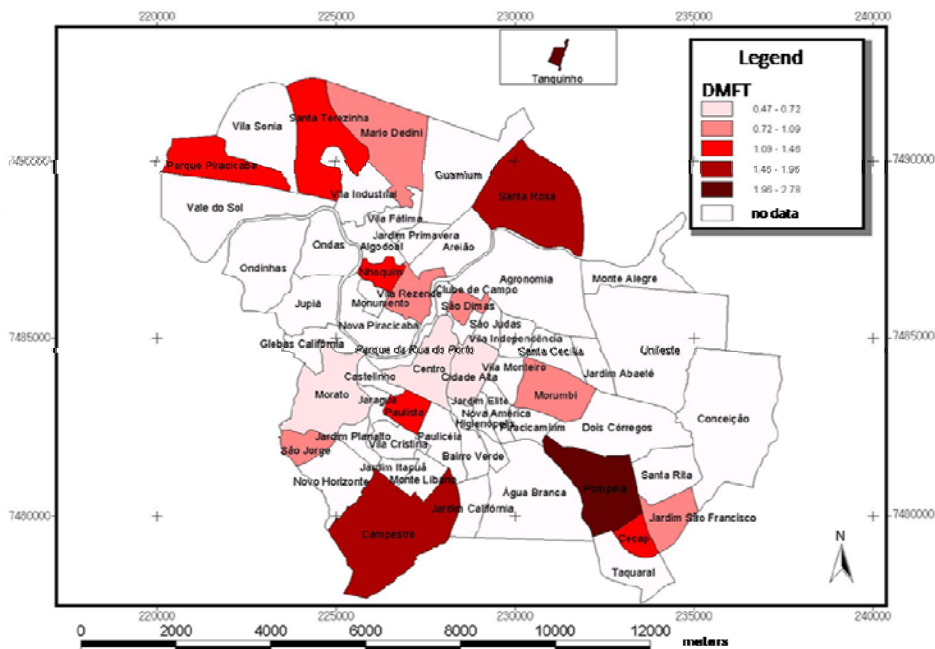 220000 225000 230000 235000 240000
Tanquinho
Legend
DMFT
0.47 - 0.72
0.72 - 1.09
1.09 - 1.46
1.46 - 1.96
1.96 - 2.78
no data
Santa Terezinha
Vila Sonia
Mario Dedini
7490000
Parque Piracicaba
7490000
Guamium
Vila Industrial
Santa Rosa
Vale do Sol
Vila Fátima
Jardim Primavera
Ondas
Algodoal
Areião
Ondinhas
Nhoquim
Agronomia
Monte Alegre
Vila Rezende
Clube de Campo
Jupiá
Monumento
São Dimas
Nova Piracicaba
São Judas
7485000
Glebas Califórnia
Vila Independência
7485000
Parque da Rua do Porto
Santa Cecília
Unileste
Centro
Vila Monteiro
Jardim Abaeté
Castelinho
Cidade Alta
Morato
Morumbi
Jaraguá
Jardim Elite
Paulista
Nova América
Conceição
Higienópolis
Piracicamirim
Dois Córregos
Jardim Planalto
Paulicéia
São Jorge
Vila Cristina
Bairro Verde
Jardim Itapuã
Santa Rita
Novo Horizonte
Monte Líbano
Pompéia
Água Branca
7480000
Jardim Califórnia
Jardim São Francisco
7480000
Campestre
Cecap
N
Taquaral
220000 225000 230000 235000 240000
0 2000 4000 6000 8000 10000 12000
meters